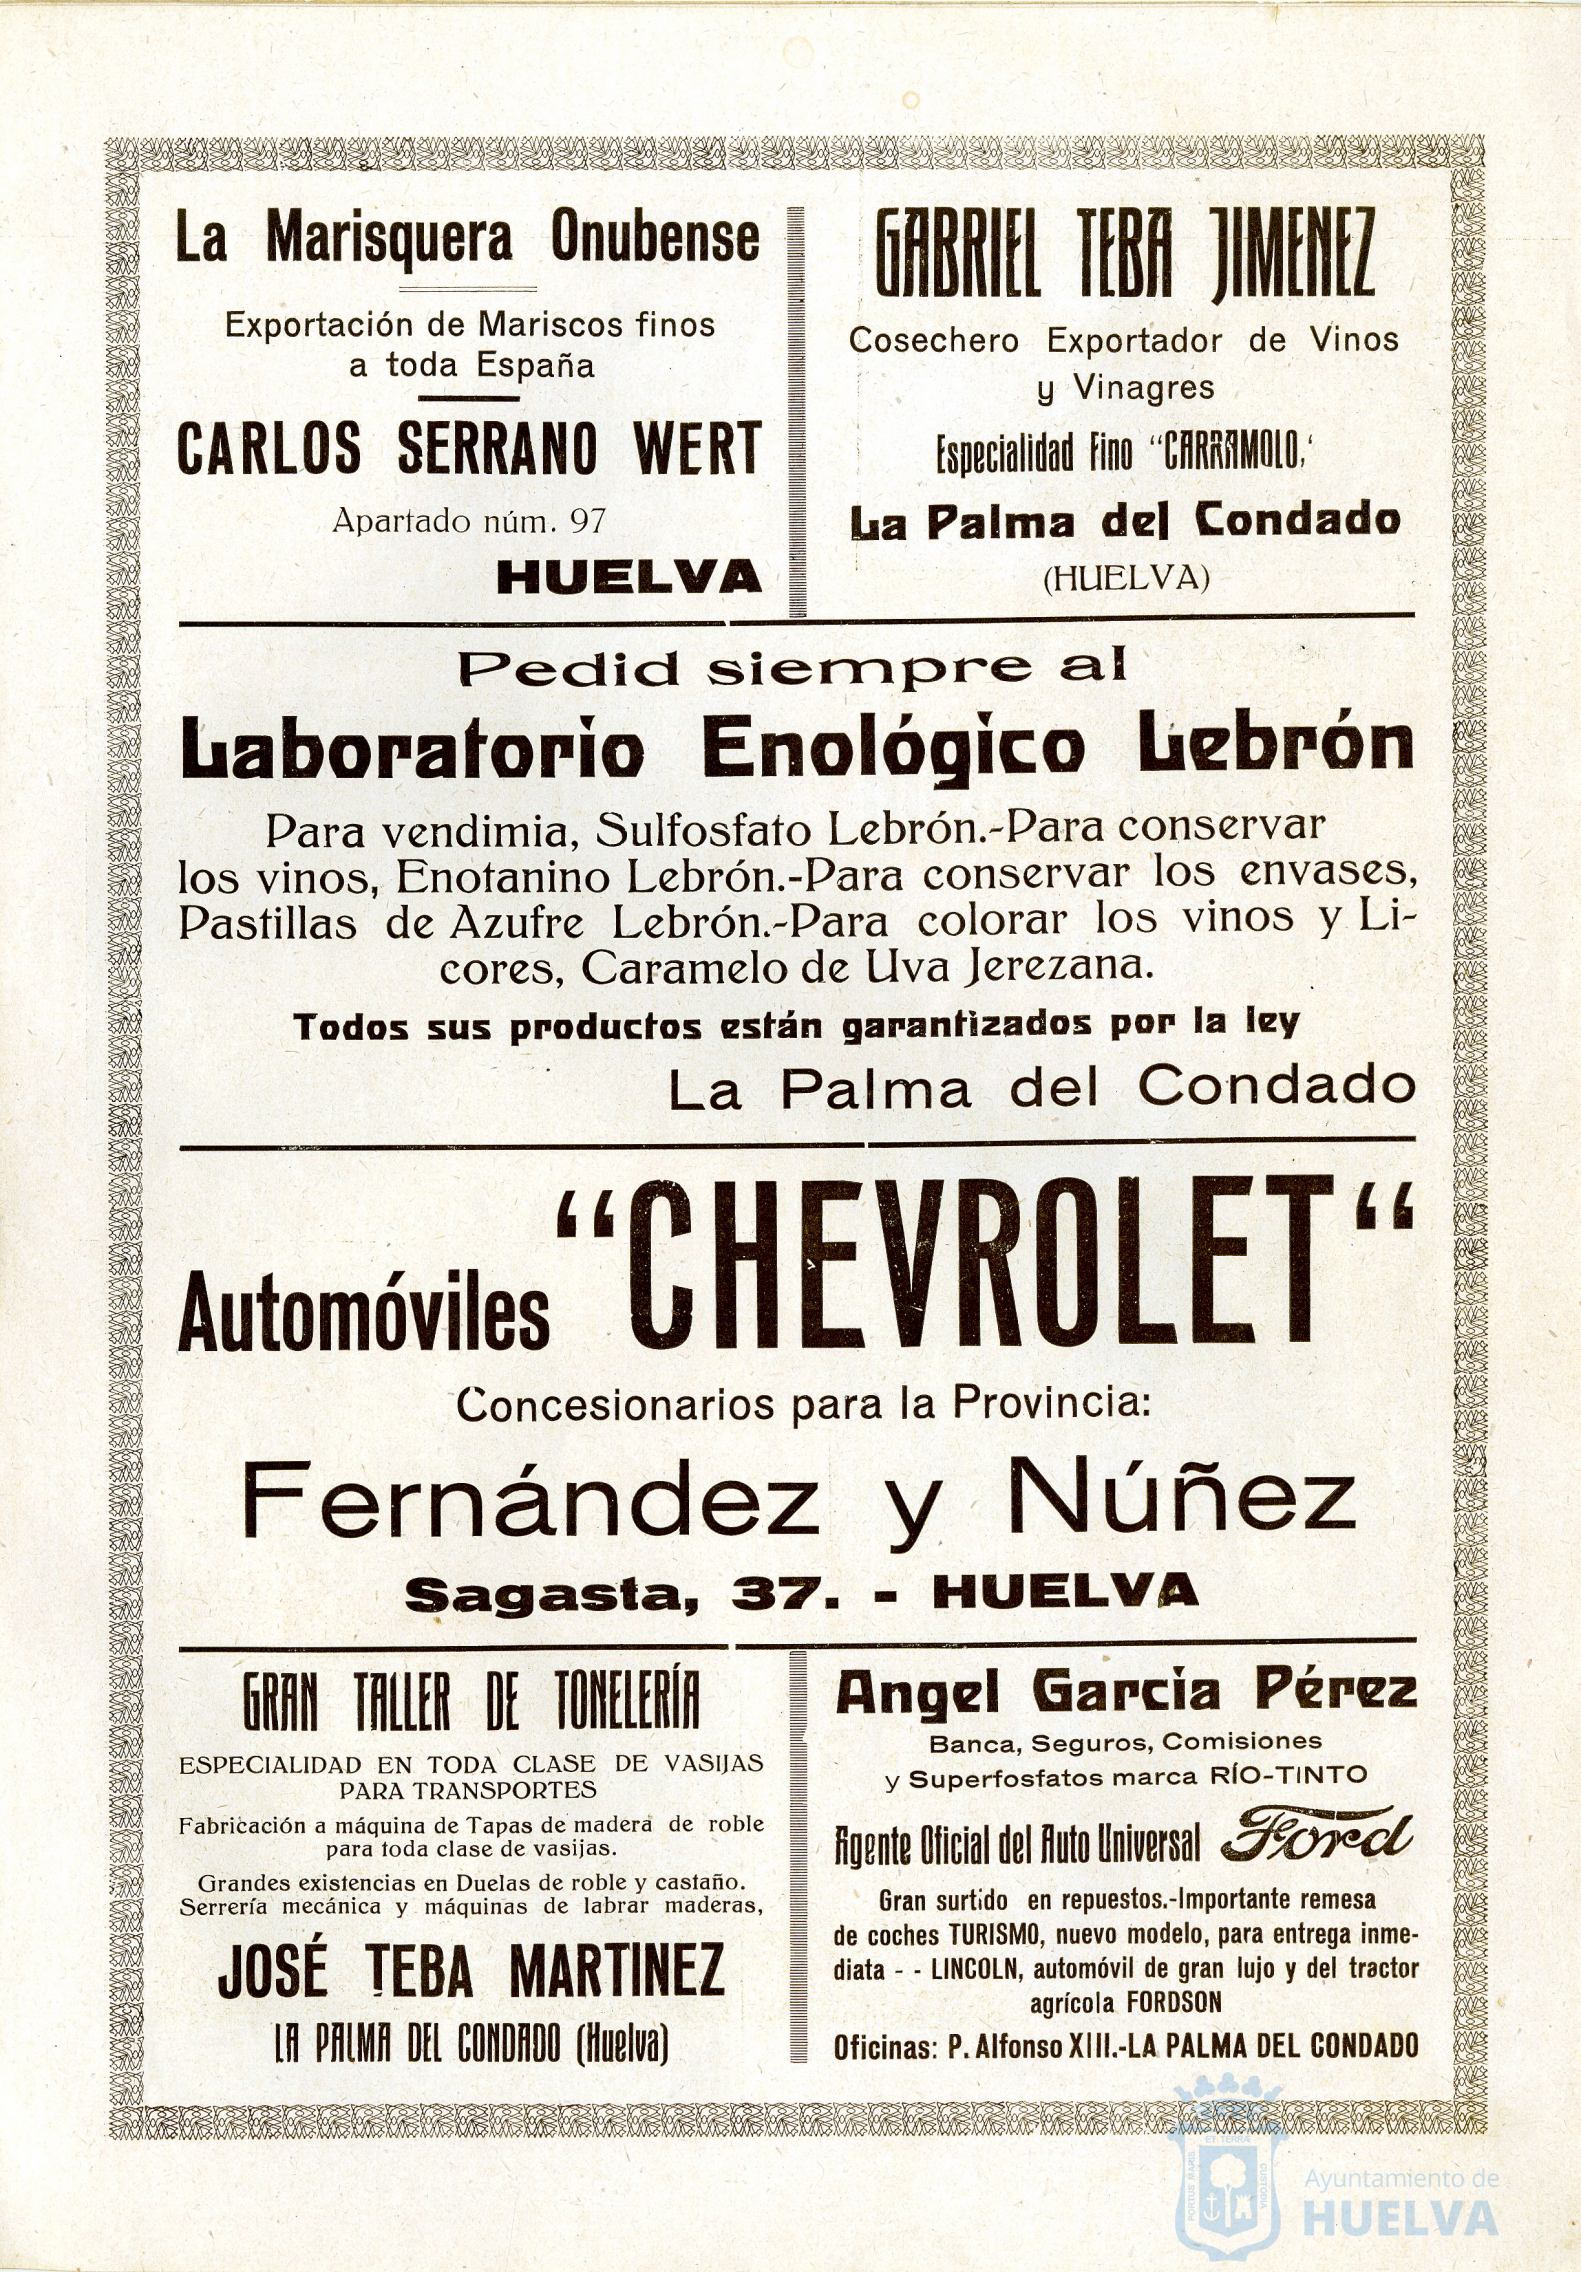 La Marisquera Onubense
Exportación de Mariscos finos
a toda España
CARLOS SERRANO WERT
Apartado núm. 97
HUELVA
GABRIEL TEBA JIMENEZ
Cosechero Exportador de Vinos
y Vinagres
Especialidad Fino “CARRAMOLO,‘
La Palma del Condado
(HUELVA)
Pedid siempre al
Laboratorio Enológico Lebrón
Para vendimia, Sulfosfato Lebrón.-Para conservar
los vinos, Enotanino Lebrón.-Para conservar los envases,
Pastillas de Azufre Lebrón.-Para colorar los vinos y Li-
cores, Caramelo de Uva Jerezana.
Todos sus productos están garantizados por la ley
La Palma del Condado
Automóviles “CHEVROLET“
Concesionarios para la Provincia:
Fernández y Núñez
Sagasta, 37. - HUELVA
GRAN TALLER DE TONELERÍA
ESPECIALIDAD EN TODA CLASE DE VASIJAS
PARA TRANSPORTES
Fabricación a máquina de Tapas de madera de roble
para toda clase de vasijas.
Grandes existencias en Duelas de roble y castaño.
Serrería mecánica y máquinas de labrar maderas,
JOSÉ TEBA MARTINEZ
LA PALMA DEL CONDADO (Huelva)
Angel Garcia Pérez
Banca, Seguros, Comisiones
y Superfosfatos marca RÍO-TINTO
Agente Oficial del Auto Universal Ford
Gran surtido en repuestos.-Importante remesa
de coches TURISMO, nuevo modelo, para entrega inme-
diata - - LINCOLN, automóvil de gran lujo y del tractor
agrícola FORDSON
Oficinas: P. Alfonso XIII.-LA PALMA DEL CONDADO
PORTUS MARIS
ET TERRÆ
CUSTODIA
Ayuntamiento de
HUELVA